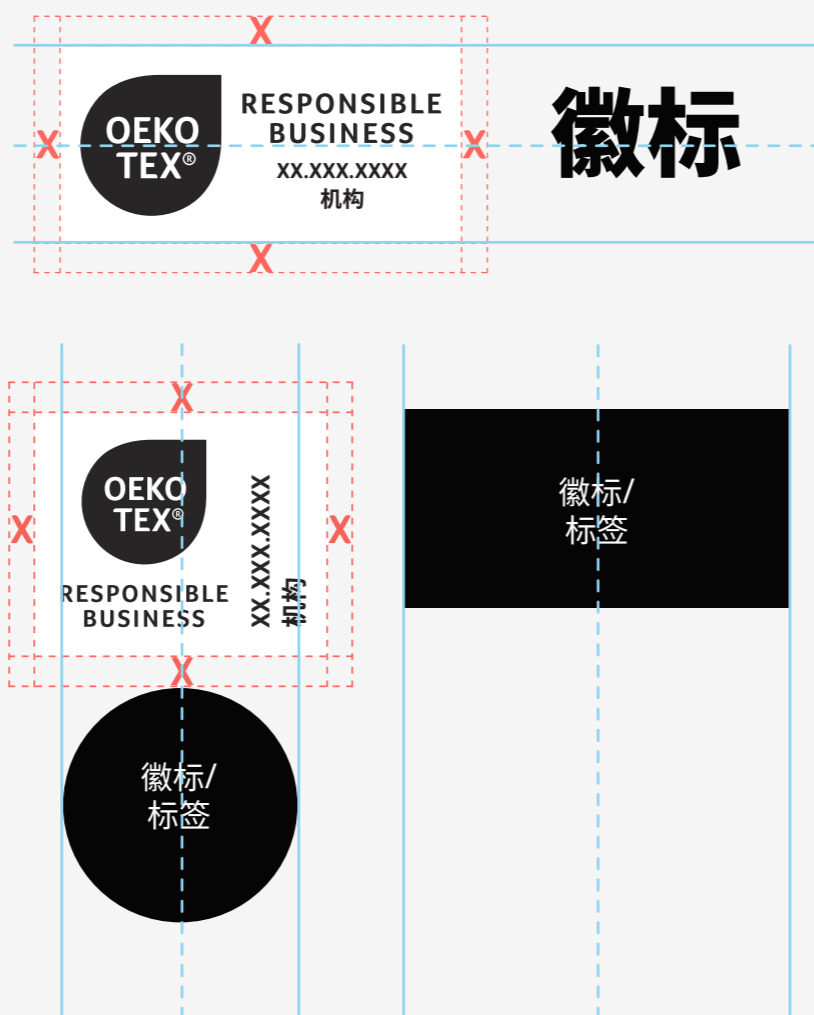 X
OEKO
TEX®
RESPONSIBLE
BUSINESS
XX.XXX.XXXX
机构
X
X
X
徽标
X
OEKO
TEX®
RESPONSIBLE
BUSINESS
XX.XXX.XXXX
机构
X
X
X
徽标/
标签
徽标/
标签